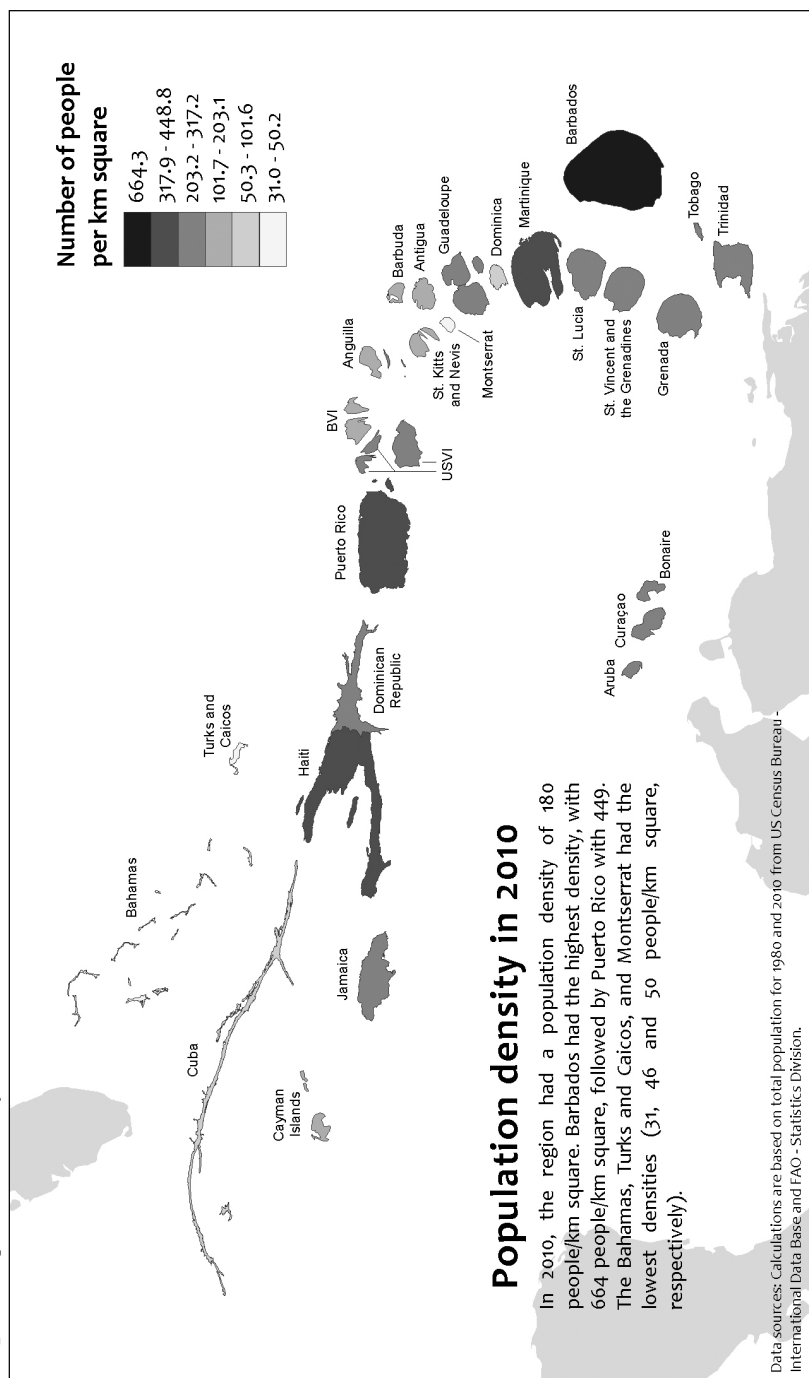 Number of people
per km square
664.3
317.9 - 448.8
203.2 - 317.2
101.7 - 203.1
50.3 - 101.6
31.0 - 50.2
Bahamas
Turks and
Caicos
Cuba
Cayman
Islands
Jamaica
Haiti
Dominican
Republic
Puerto Rico
BVI
USVI
Anguilla
St. Kitts
and Nevis
Montserrat
Barbuda
Antigua
Guadeloupe
Dominica
Martinique
St. Lucia
St. Vincent and
the Grenadines
Barbados
Grenada
Tobago
Trinidad
Aruba
Curaçao
Bonaire
Population density in 2010
In 2010, the region had a population density of 180
people/km square. Barbados had the highest density, with
664 people/km square, followed by Puerto Rico with 449.
The Bahamas, Turks and Caicos, and Montserrat had the
lowest densities (31, 46 and 50 people/km square,
respectively).
Data sources: Calculations are based on total population for 1980 and 2010 from US Census Bureau -
International Data Base and FAO - Statistics Division.